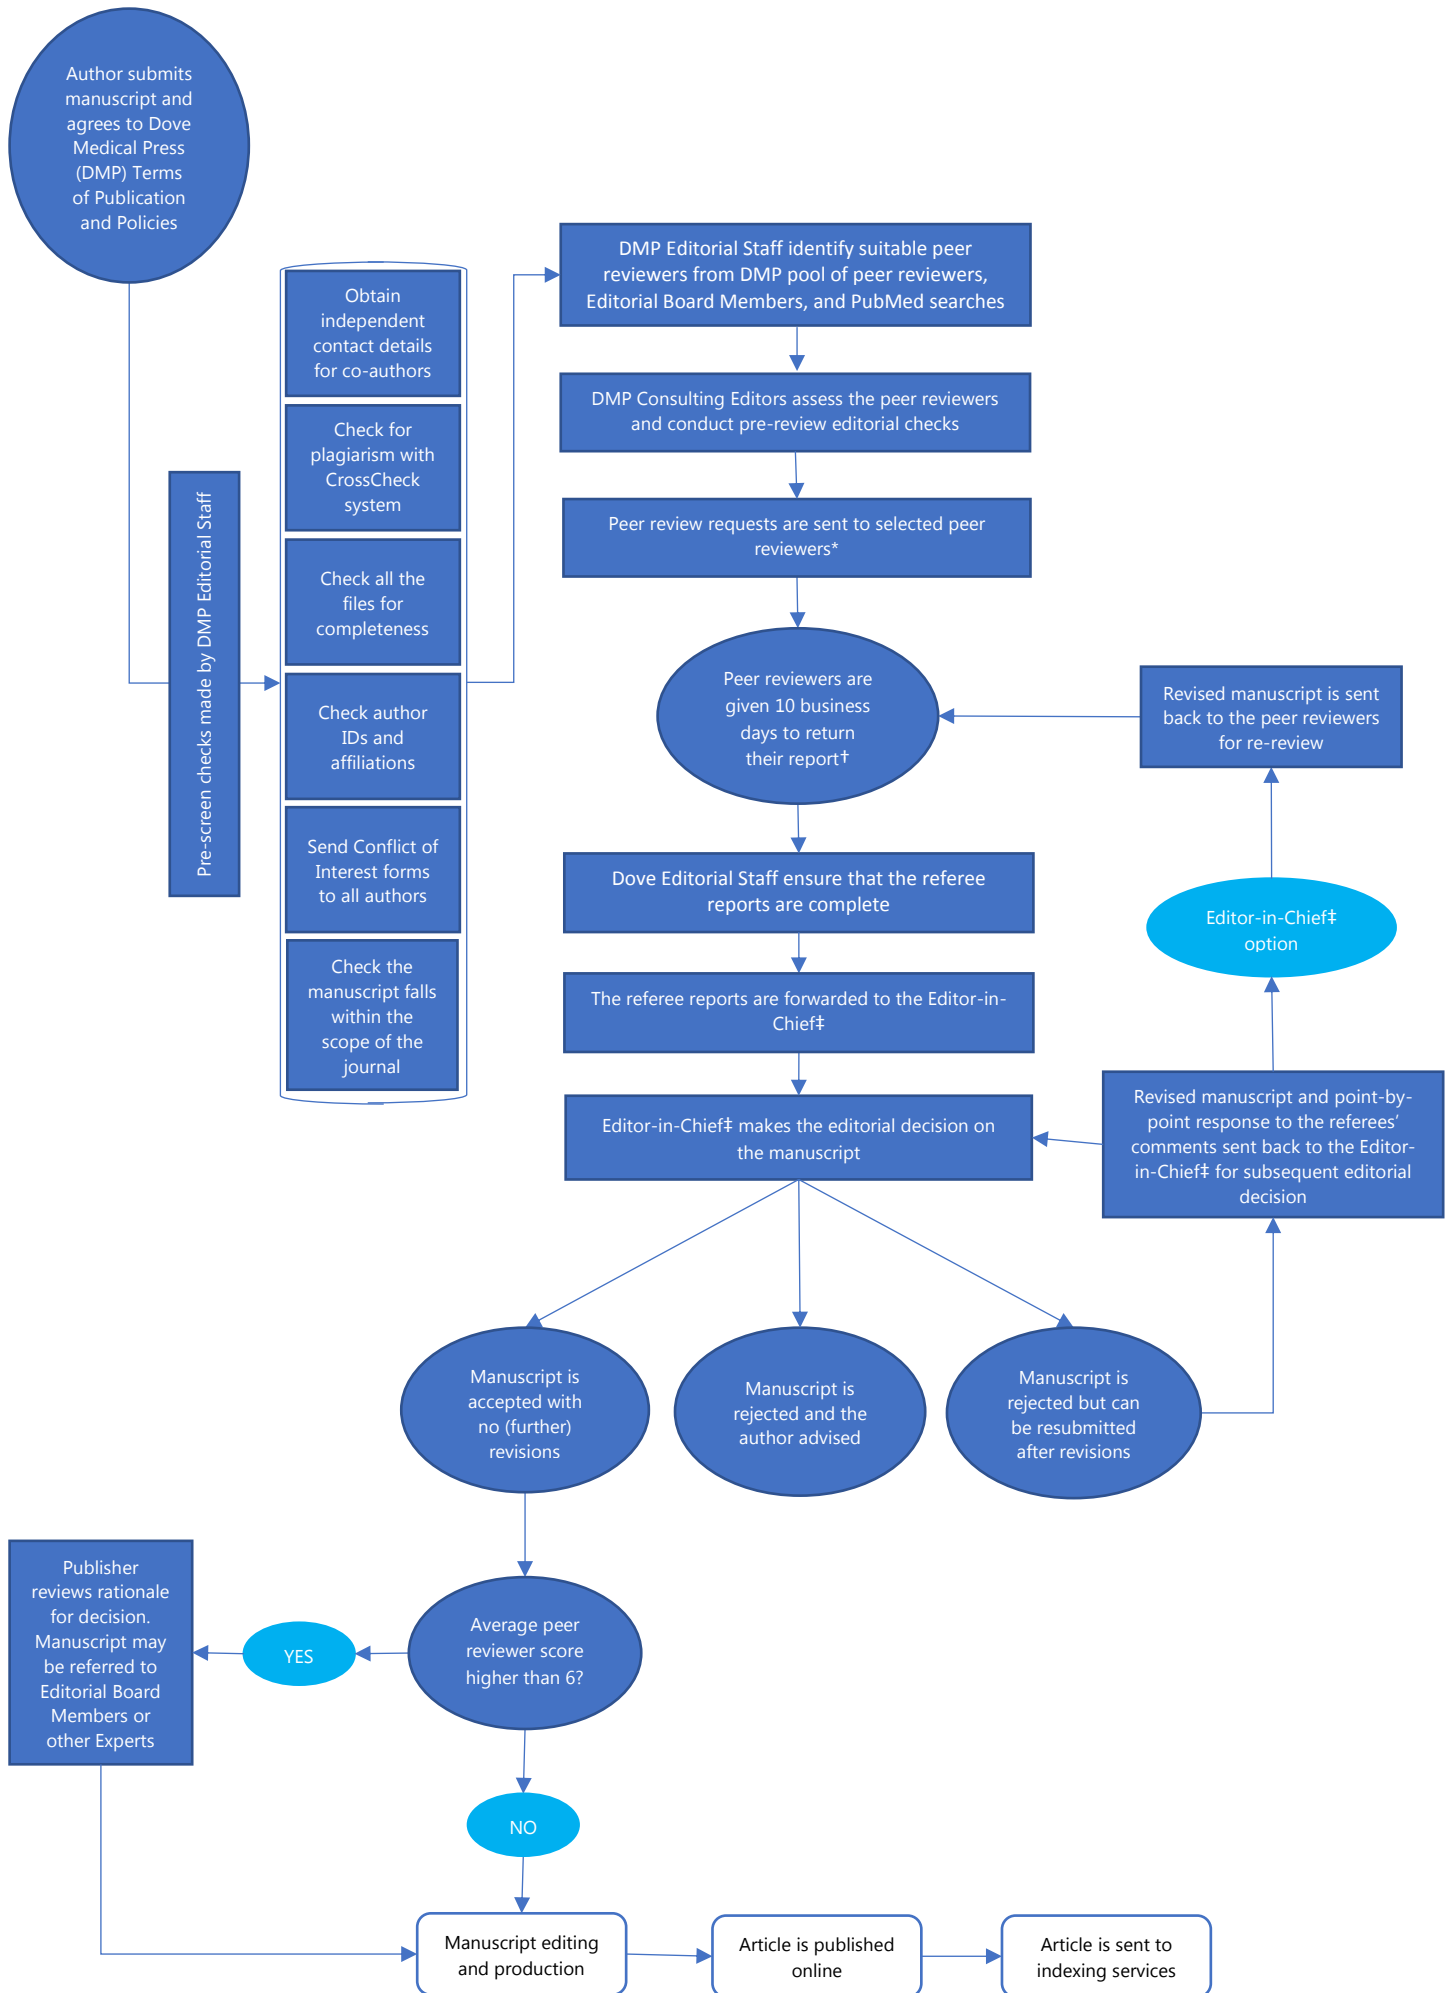 Author submits
manuscript and
agrees to Dove
Medical Press
(DMP) Terms
of Publication
and Policies
Pre-screen checks made by DMP Editorial Staff
Obtain
independent
contact details
for co-authors
Check for
plagiarism with
CrossCheck
system
Check all the
files for
completeness
Check author
IDs and
affiliations
Send Conflict of
Interest forms
to all authors
Check the
manuscript falls
within the
scope of the
journal
DMP Editorial Staff identify suitable peer
reviewers from DMP pool of peer reviewers,
Editorial Board Members, and PubMed searches
DMP Consulting Editors assess the peer reviewers
and conduct pre-review editorial checks
Peer review requests are sent to selected peer
reviewers*
Peer reviewers are
given 10 business
days to return
their report†
Revised manuscript is sent
back to the peer reviewers
for re-review
Dove Editorial Staff ensure that the referee
reports are complete
Editor-in-Chief‡
option
The referee reports are forwarded to the Editor-in-
Chief‡
Editor-in-Chief‡ makes the editorial decision on
the manuscript
Revised manuscript and point-by-
point response to the referees’
comments sent back to the Editor-
in-Chief‡ for subsequent editorial
decision
Manuscript is
accepted with
no (further)
revisions
Manuscript is
rejected and the
author advised
Manuscript is
rejected but can
be resubmitted
after revisions
Publisher
reviews rationale
for decision.
Manuscript may
be referred to
Editorial Board
Members or
other Experts
YES
Average peer
reviewer score
higher than 6?
NO
Manuscript editing
and production
Article is published
online
Article is sent to
indexing services